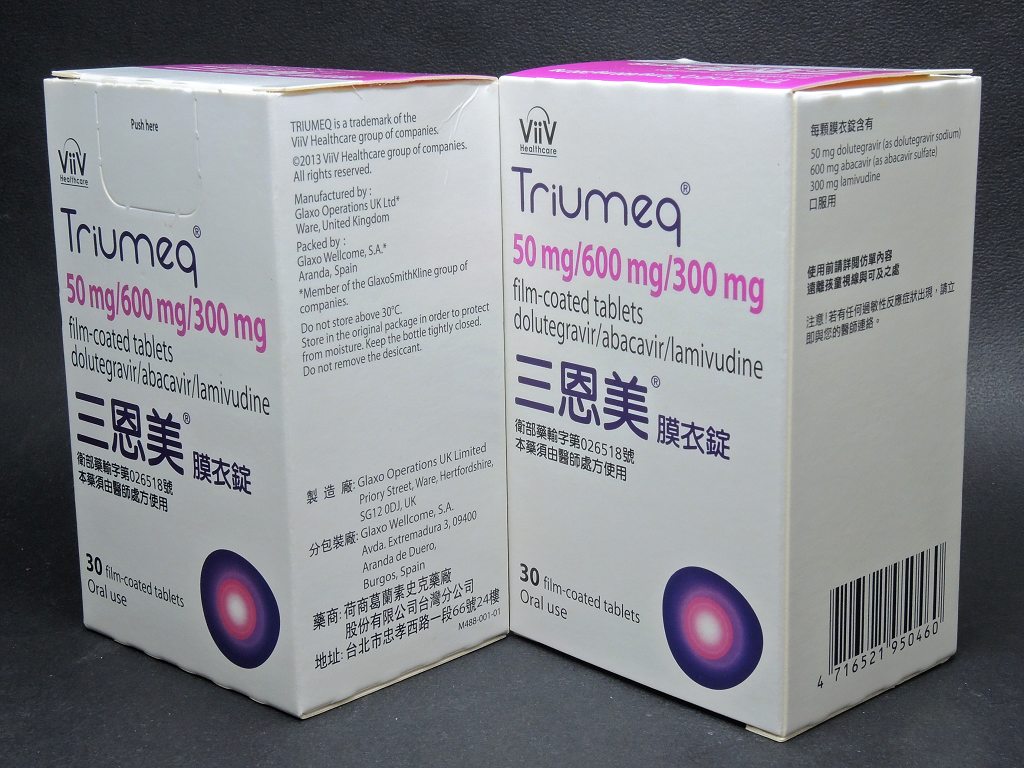 Push here
ViiV
Healthcare
Triumeq®
50 mg/600 mg/300 mg
film-coated tablets
dolutegravir/abacavir/lamivudine
三恩美® 膜衣錠
衛部藥輸字第026518號
本藥須由醫師處方使用
30 film-coated tablets
Oral use
TRIUMEQ is a trademark of the
ViiV Healthcare group of companies.
©2013 ViiV Healthcare group of companies.
All rights reserved.
Manufactured by :
Glaxo Operations UK Ltd*
Ware, United Kingdom
Packed by :
Glaxo Wellcome, S.A.*
Aranda, Spain
*Member of the GlaxoSmithKline group of
companies.
Do not store above 30°C.
Store in the original package in order to protect
from moisture. Keep the bottle tightly closed.
Do not remove the desiccant.
製 造 廠: Glaxo Operations UK Limited
Priory Street, Ware, Hertfordshire,
SG12 0DJ, UK
分包裝廠: Glaxo Wellcome, S.A.
Avda. Extremadura 3, 09400
Aranda de Duero,
Burgos, Spain
藥商: 荷商葛蘭素史克藥廠
股份有限公司台灣分公司
地址: 台北市忠孝西路一段66號24樓
M488-001-01
ViiV
Healthcare
Triumeq®
50 mg/600 mg/300 mg
film-coated tablets
dolutegravir/abacavir/lamivudine
三恩美® 膜衣錠
衛部藥輸字第026518號
本藥須由醫師處方使用
30 film-coated tablets
Oral use
每顆膜衣錠含有
50 mg dolutegravir (as dolutegravir sodium)
600 mg abacavir (as abacavir sulfate)
300 mg lamivudine
口服用
使用前請詳閱仿單內容
遠離孩童視線與可及之處
注意!若有任何過敏性反應症狀出現，請立
即與您的醫師連絡。
4 716521 950460